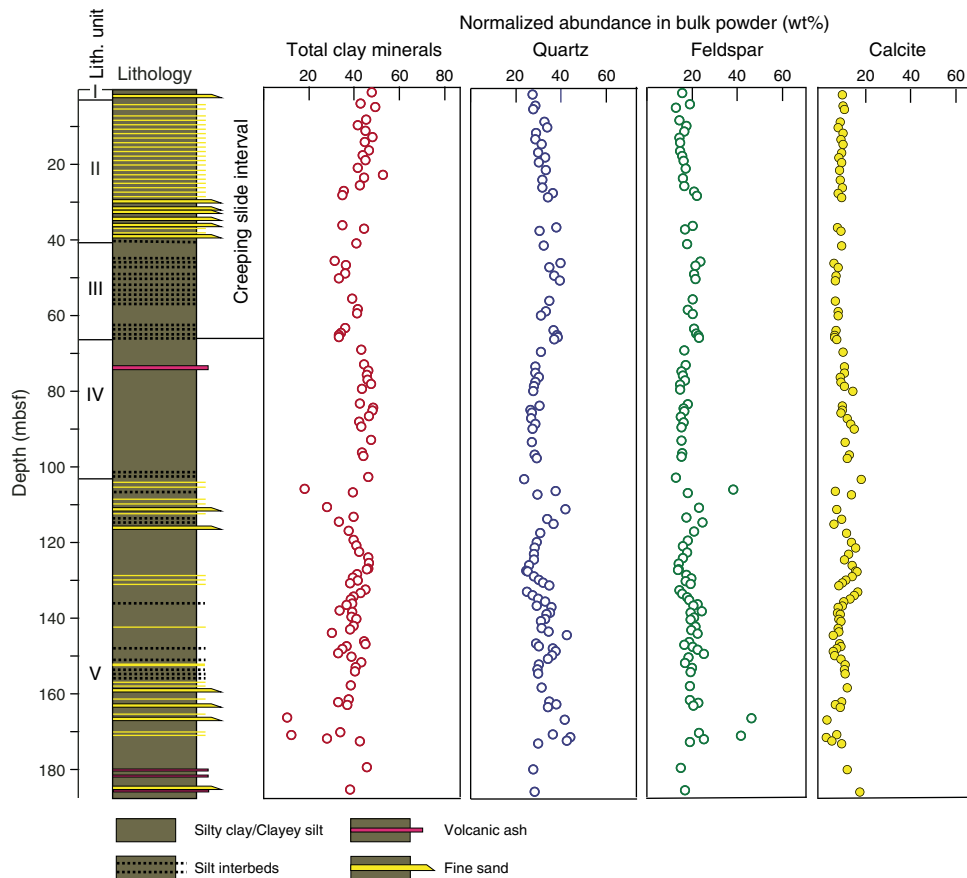 Normalized abundance in bulk powder (wt%)
Lith. unit
Lithology
Total clay minerals
Quartz
Feldspar
Calcite
20 40 60 80
20 40 60
20 40 60
20 40
I
II
III
IV
V
Creeping slide interval
Depth (mbsf)
20
40
60
80
100
120
140
160
180
Silty clay/Clayey silt
Volcanic ash
Silt interbeds
Fine sand